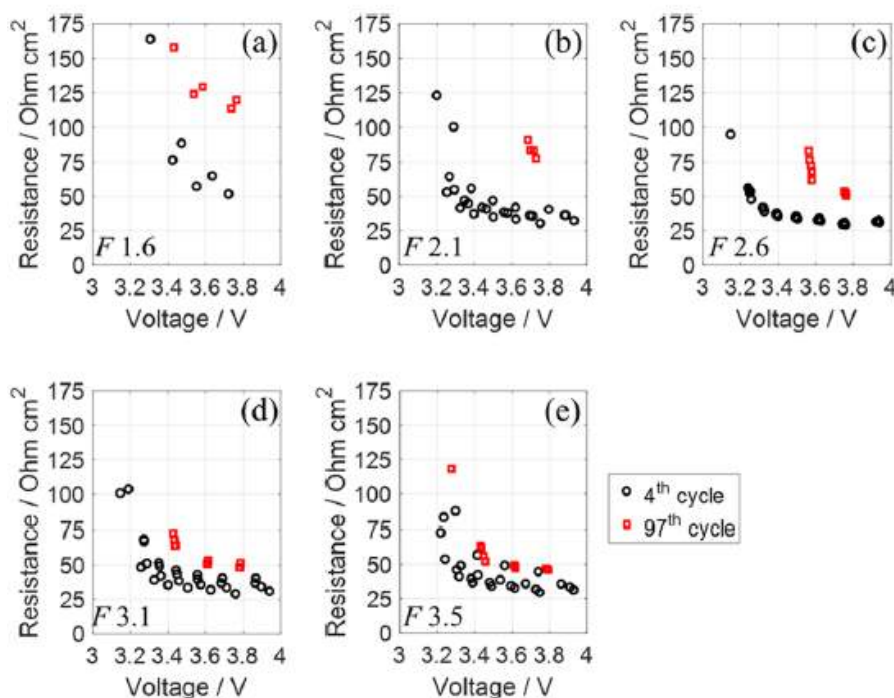 175
150
125
100
75
50
25
0
3 3.2 3.4 3.6 3.8 4
Resistance / Ohm cm²
Voltage / V
F 1.6
(a)
175
150
125
100
75
50
25
0
3 3.2 3.4 3.6 3.8 4
Resistance / Ohm cm²
Voltage / V
F 2.1
(b)
175
150
125
100
75
50
25
0
3 3.2 3.4 3.6 3.8 4
Resistance / Ohm cm²
Voltage / V
F 2.6
(c)
175
150
125
100
75
50
25
0
3 3.2 3.4 3.6 3.8 4
Resistance / Ohm cm²
Voltage / V
F 3.1
(d)
175
150
125
100
75
50
25
0
3 3.2 3.4 3.6 3.8 4
Resistance / Ohm cm²
Voltage / V
F 3.5
(e)
4th cycle
97th cycle